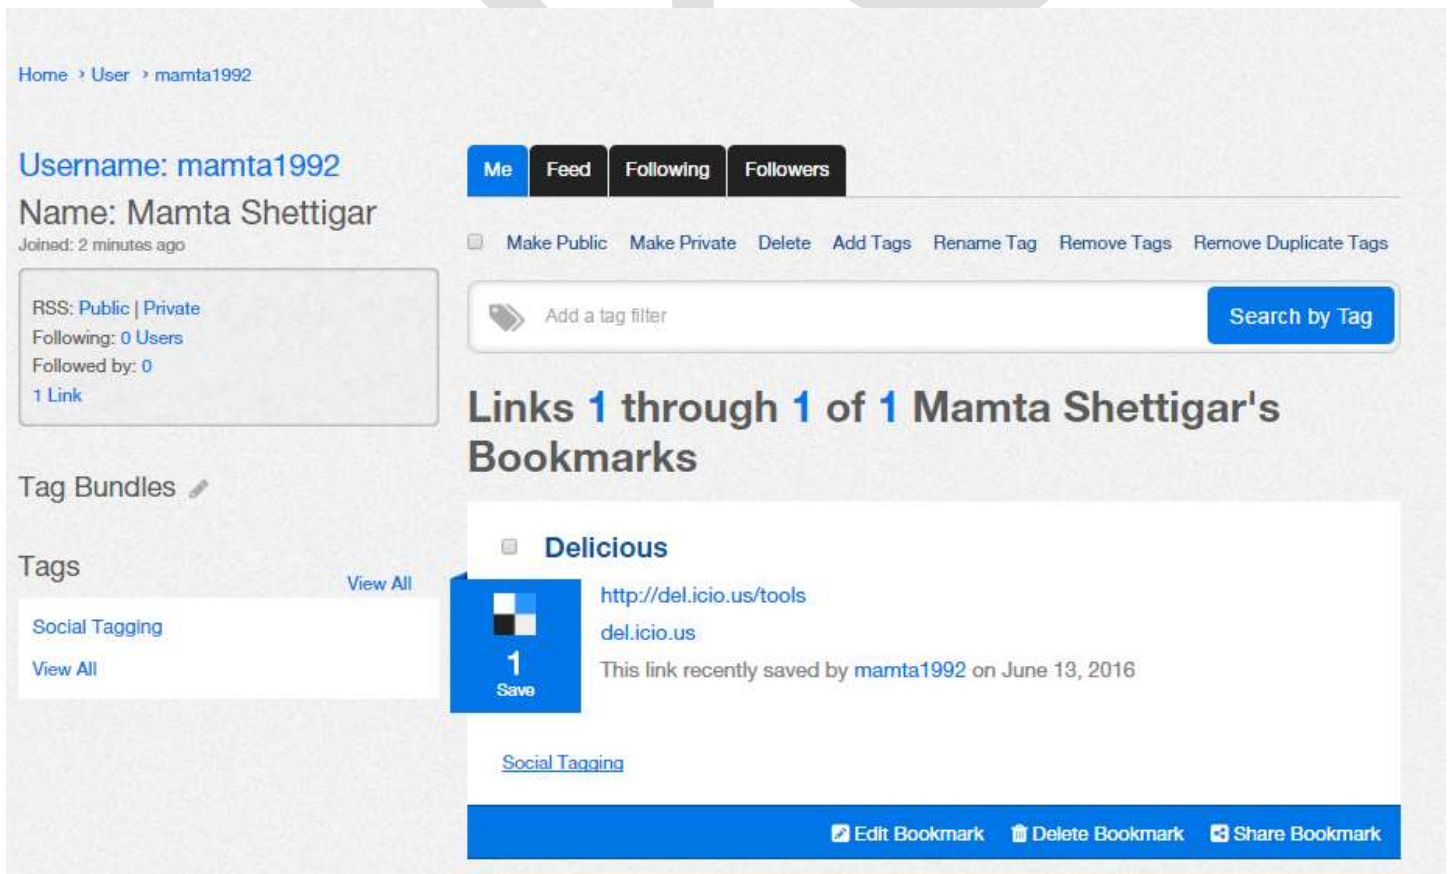 Home › User › mamta1992
Username: mamta1992
Name: Mamta Shettigar
Joined: 2 minutes ago
RSS: Public | Private
Following: 0 Users
Followed by: 0
1 Link
Tag Bundles
Tags
View All
Social Tagging
View All
Me Feed Following Followers
Make Public Make Private Delete Add Tags Rename Tag Remove Tags Remove Duplicate Tags
Add a tag filter
Search by Tag
Links 1 through 1 of 1 Mamta Shettigar's
Bookmarks
Delicious
1
Save
http://del.icio.us/tools
del.icio.us
This link recently saved by mamta1992 on June 13, 2016
Social Tagging
Edit Bookmark Delete Bookmark Share Bookmark